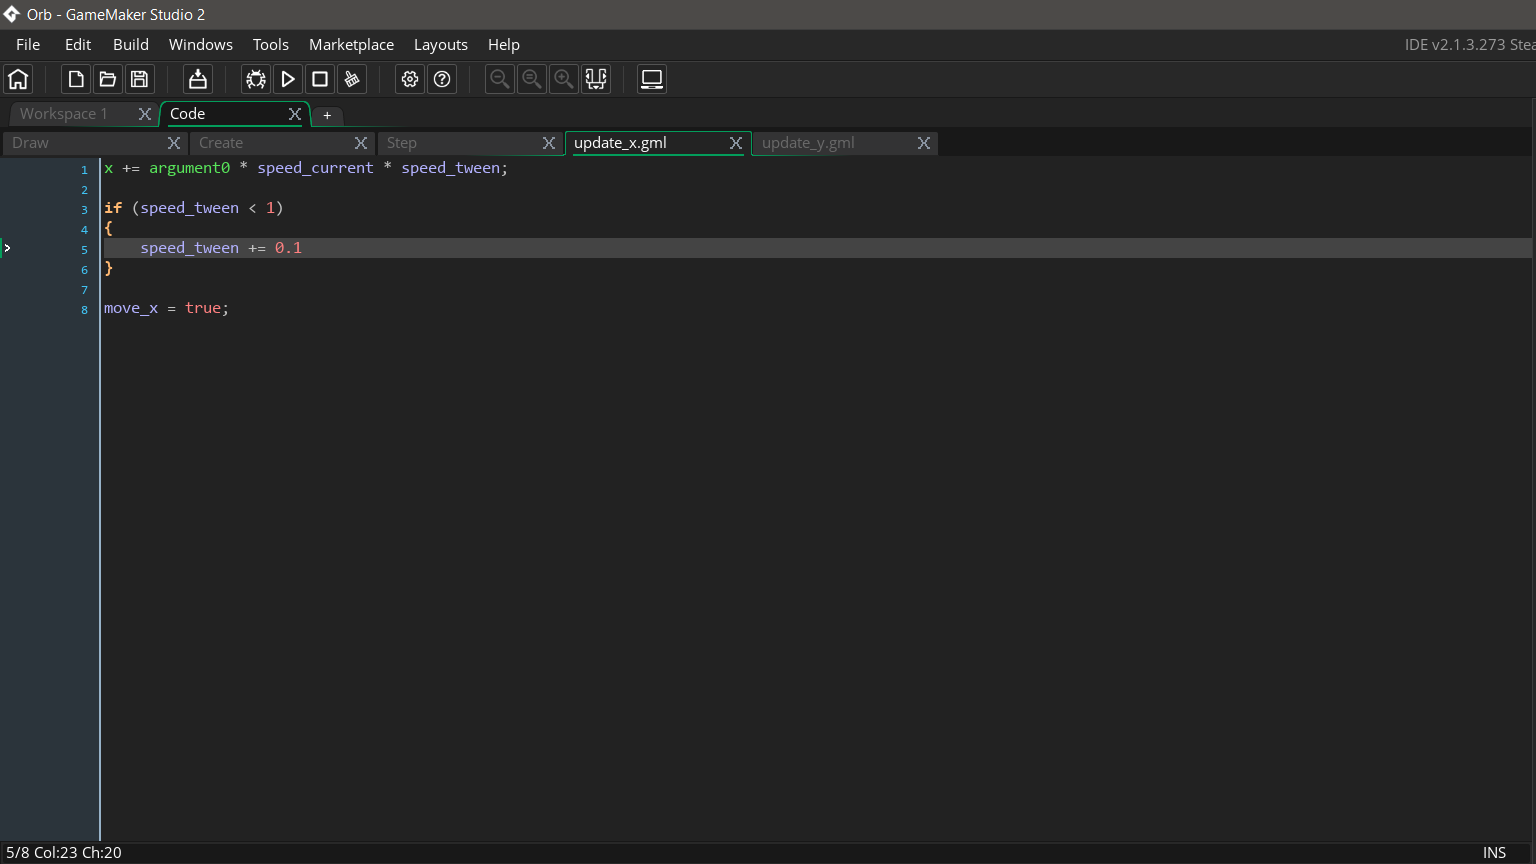 Orb - GameMaker Studio 2
File Edit Build Windows Tools Marketplace Layouts Help IDE v2.1.3.273 Stea
Workspace 1 X Code X +
Draw X Create X Step X update_x.gml X update_y.gml X
1 x += argument0 * speed_current * speed_tween;
2
3 if (speed_tween < 1)
4 {
5 speed_tween += 0.1
6 }
7
8 move_x = true;
5/8 Col:23 Ch:20 INS